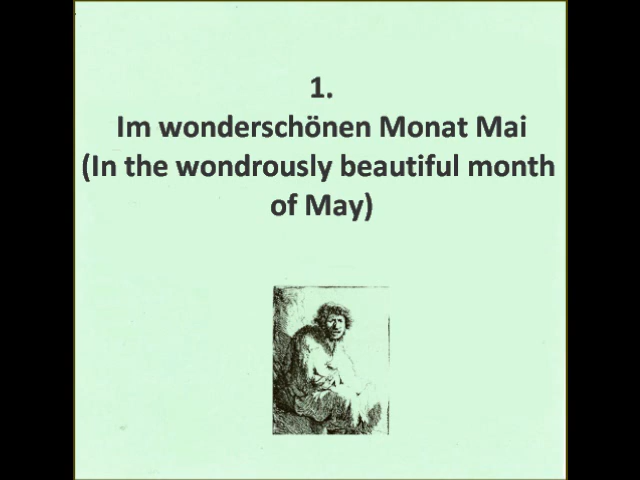 1.
Im wonderschönen Monat Mai
(In the wondrously beautiful month
of May)